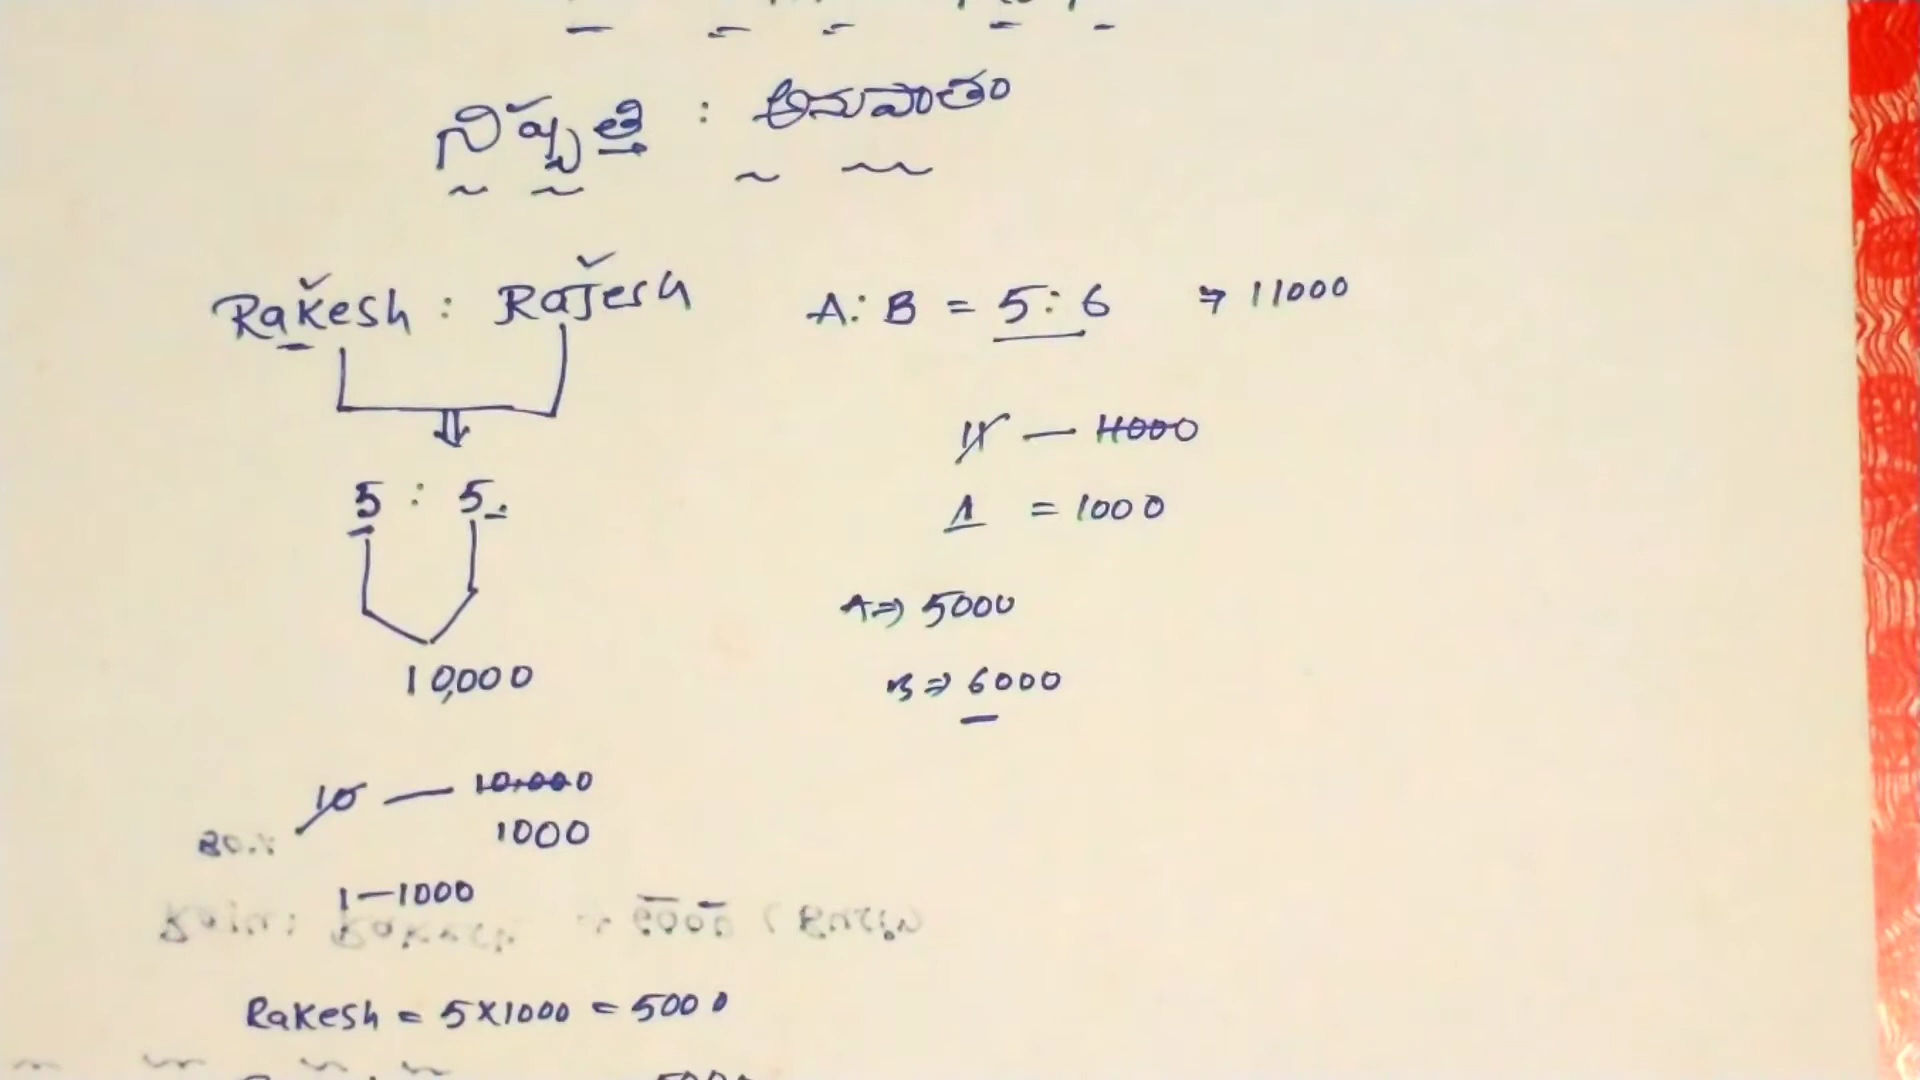 నిష్పత్తి : అనుపాతం
Rakesh : Rajesh
5 : 5
10,000
10 — 10,000
1000
1 — 1000
Rakesh = 5×1000 = 5000
A : B = 5 : 6 ⇒ 11000
11 — 11000
1 = 1000
A ⇒ 5000
B ⇒ 6000